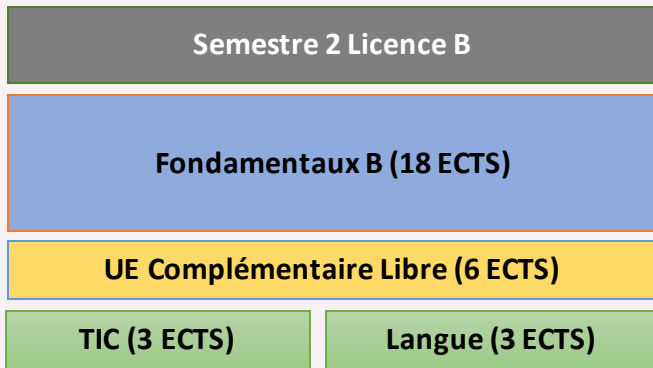 Semestre 2 Licence B
Fondamentaux B (18 ECTS)
UE Complémentaire Libre (6 ECTS)
TIC (3 ECTS)
Langue (3 ECTS)